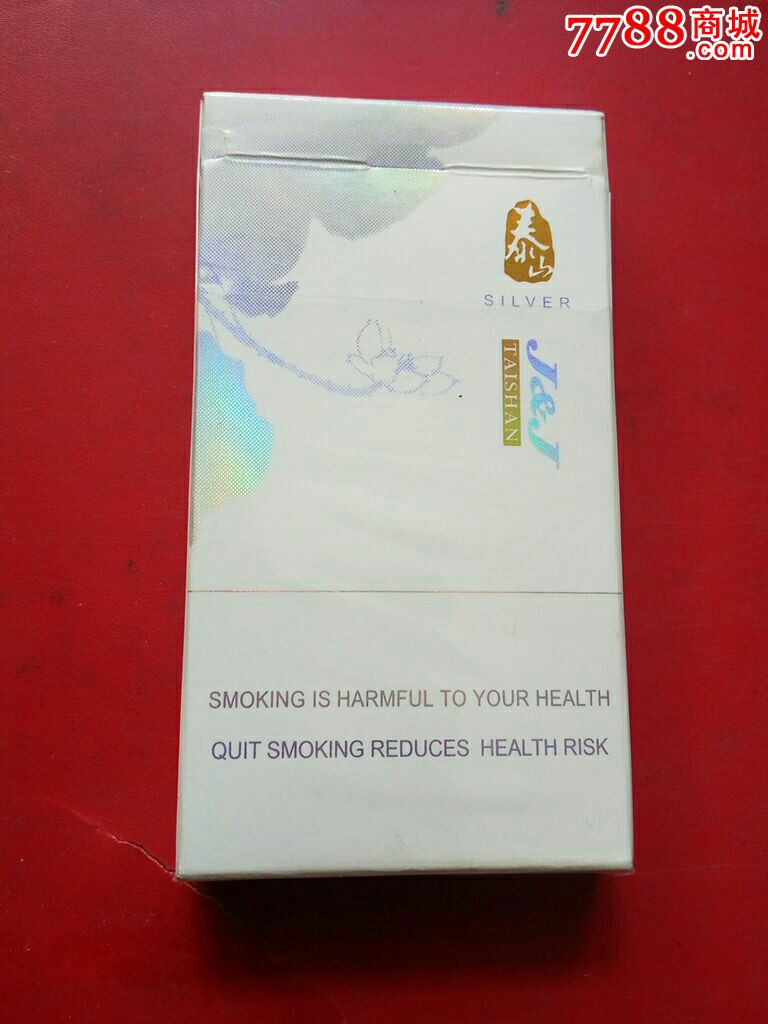 7788商城
.com
泰山
SILVER
J&J
TAISHAN
SMOKING IS HARMFUL TO YOUR HEALTH
QUIT SMOKING REDUCES HEALTH RISK